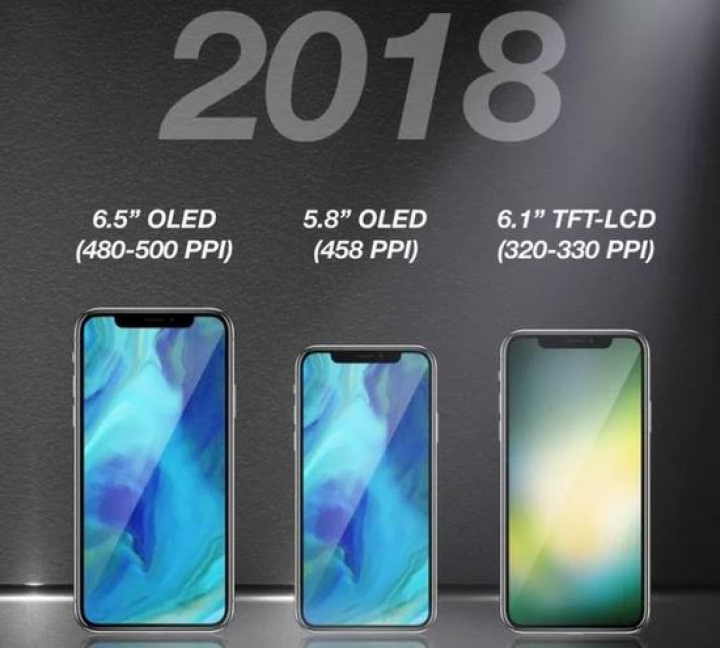 2018
6.5” OLED
(480-500 PPI)
5.8” OLED
(458 PPI)
6.1” TFT-LCD
(320-330 PPI)